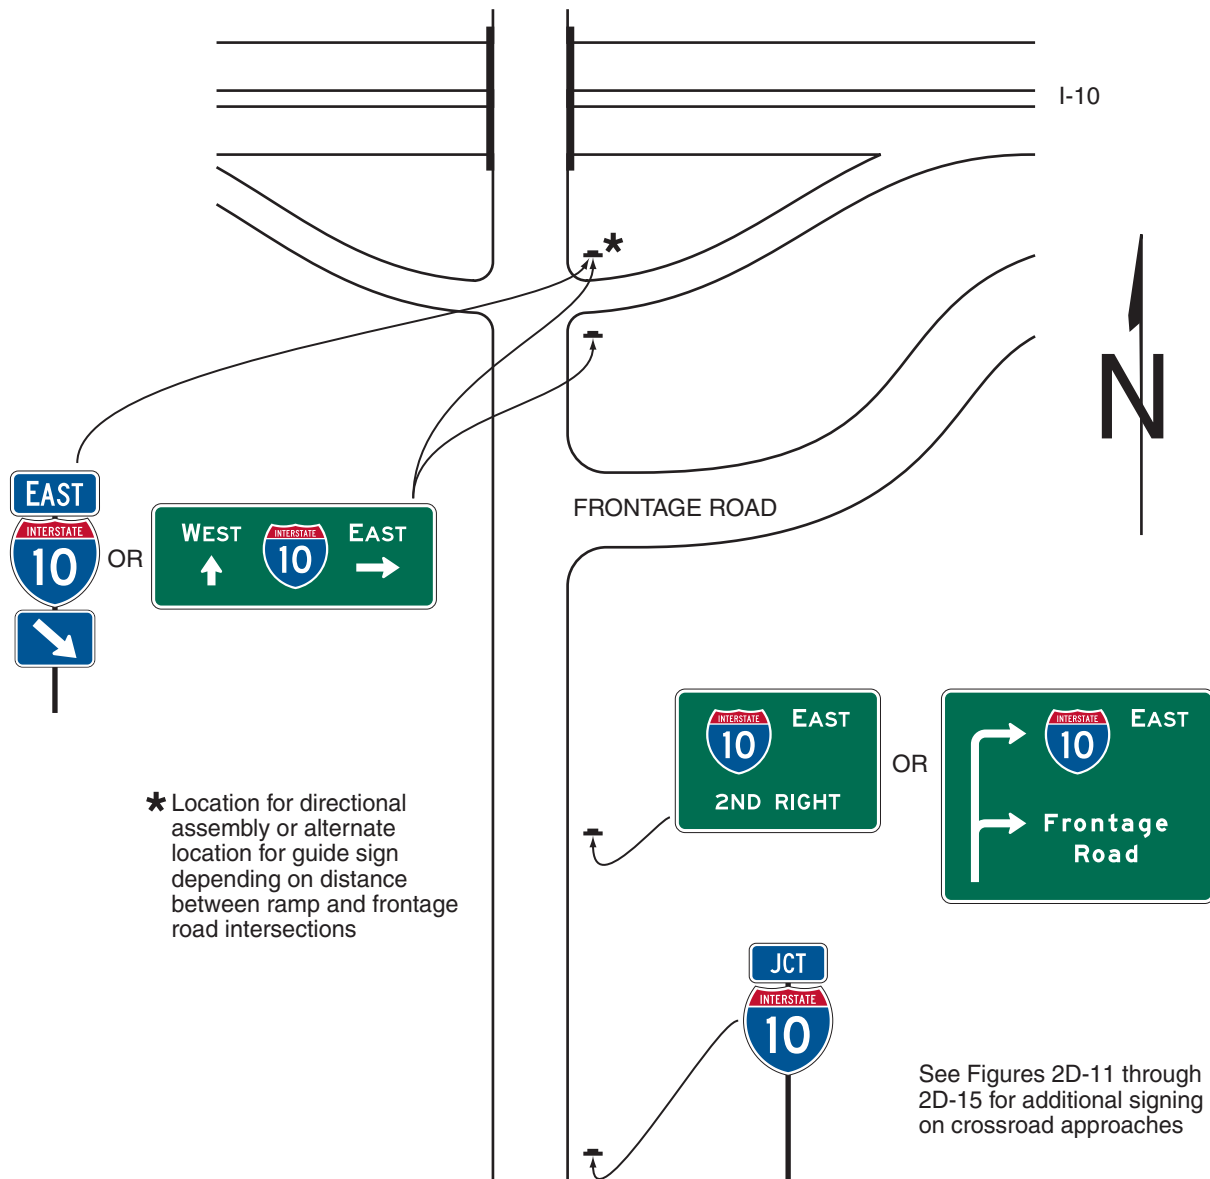 I-10
*
N
FRONTAGE ROAD
EAST
INTERSTATE
10
OR
WEST
INTERSTATE
10
EAST
INTERSTATE
10
EAST
2ND RIGHT
OR
INTERSTATE
10
EAST
Frontage
Road
* Location for directional
assembly or alternate
location for guide sign
depending on distance
between ramp and frontage
road intersections
JCT
INTERSTATE
10
See Figures 2D-11 through
2D-15 for additional signing
on crossroad approaches